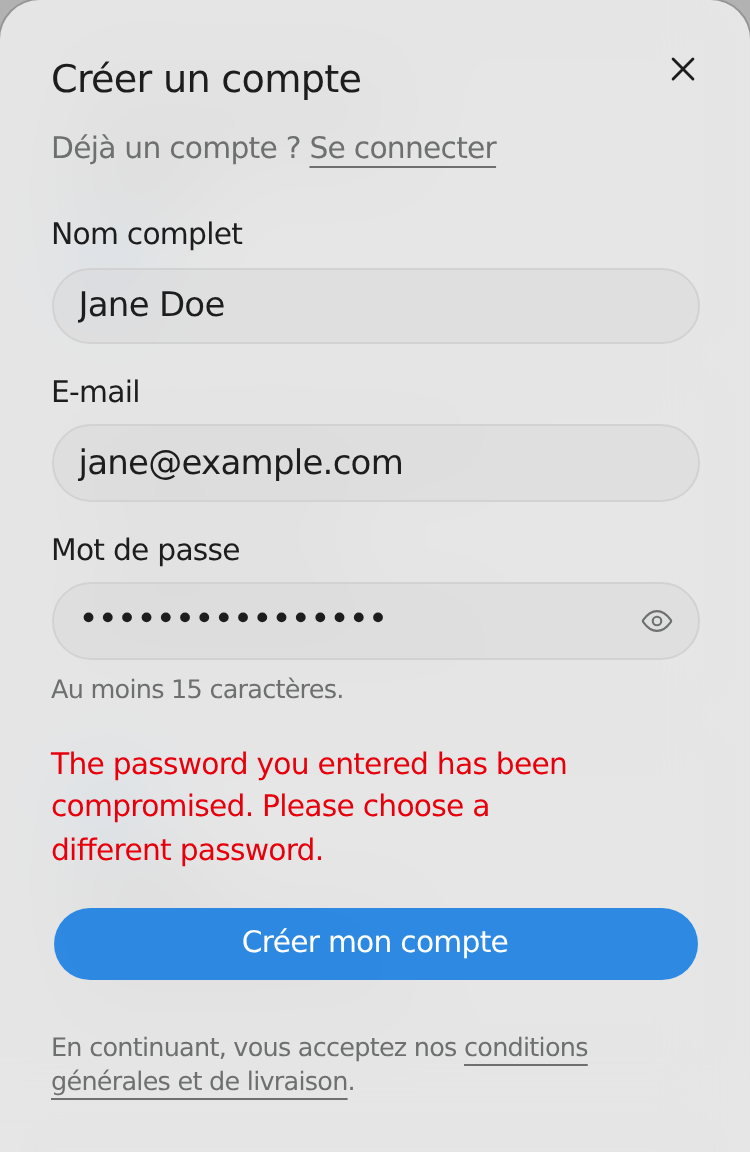 Créer un compte
Déjà un compte ? Se connecter
Nom complet
Jane Doe
E-mail
jane@example.com
Mot de passe
••••••••••••••••
Au moins 15 caractères.
The password you entered has been
compromised. Please choose a
different password.
Créer mon compte
En continuant, vous acceptez nos conditions
générales et de livraison.